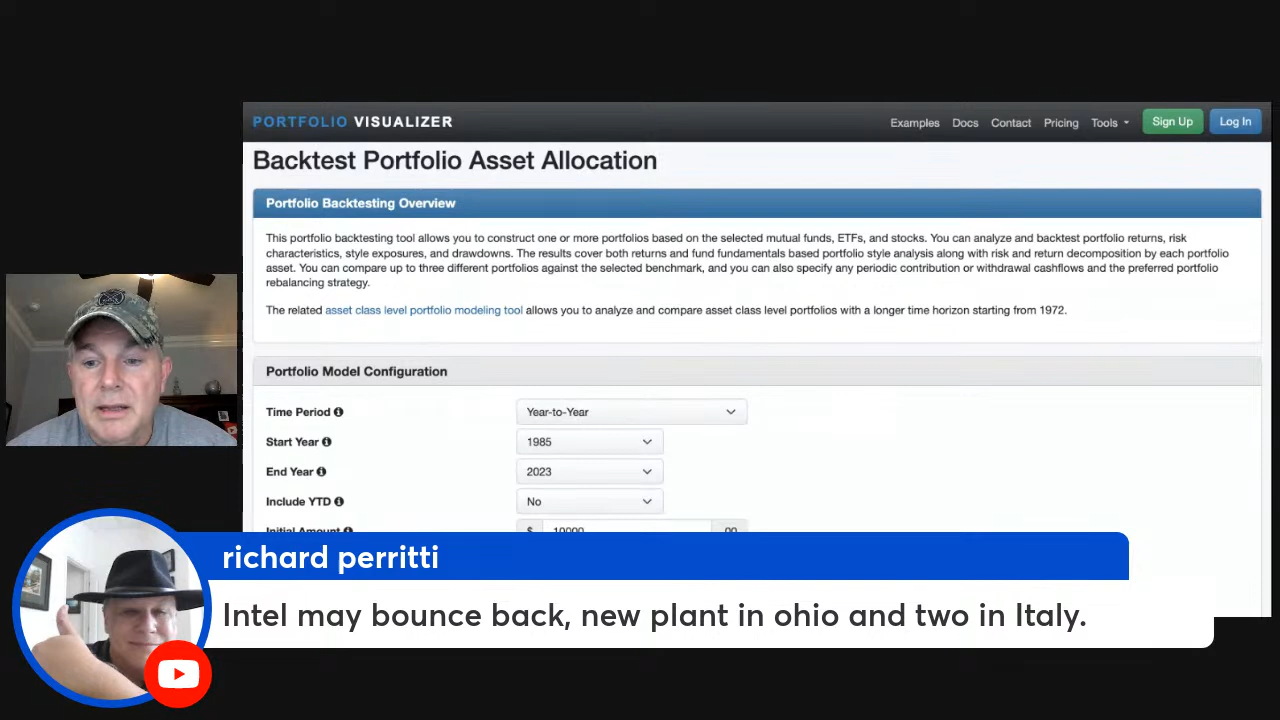 PORTFOLIO VISUALIZER
Examples Docs Contact Pricing Tools Sign Up Log In
Backtest Portfolio Asset Allocation
Portfolio Backtesting Overview
This portfolio backtesting tool allows you to construct one or more portfolios based on the selected mutual funds, ETFs, and stocks. You can analyze and backtest portfolio returns, risk
characteristics, style exposures, and drawdowns. The results cover both returns and fund fundamentals based portfolio style analysis along with risk and return decomposition by each portfolio
asset. You can compare up to three different portfolios against the selected benchmark, and you can also specify any periodic contribution or withdrawal cashflows and the preferred portfolio
rebalancing strategy.
The related asset class level portfolio modeling tool allows you to analyze and compare asset class level portfolios with a longer time horizon starting from 1972.
Portfolio Model Configuration
Time Period Year-to-Year
Start Year 1985
End Year 2023
Include YTD No
Initial Amount $ 10000 .00
richard perritti
Intel may bounce back, new plant in ohio and two in Italy.